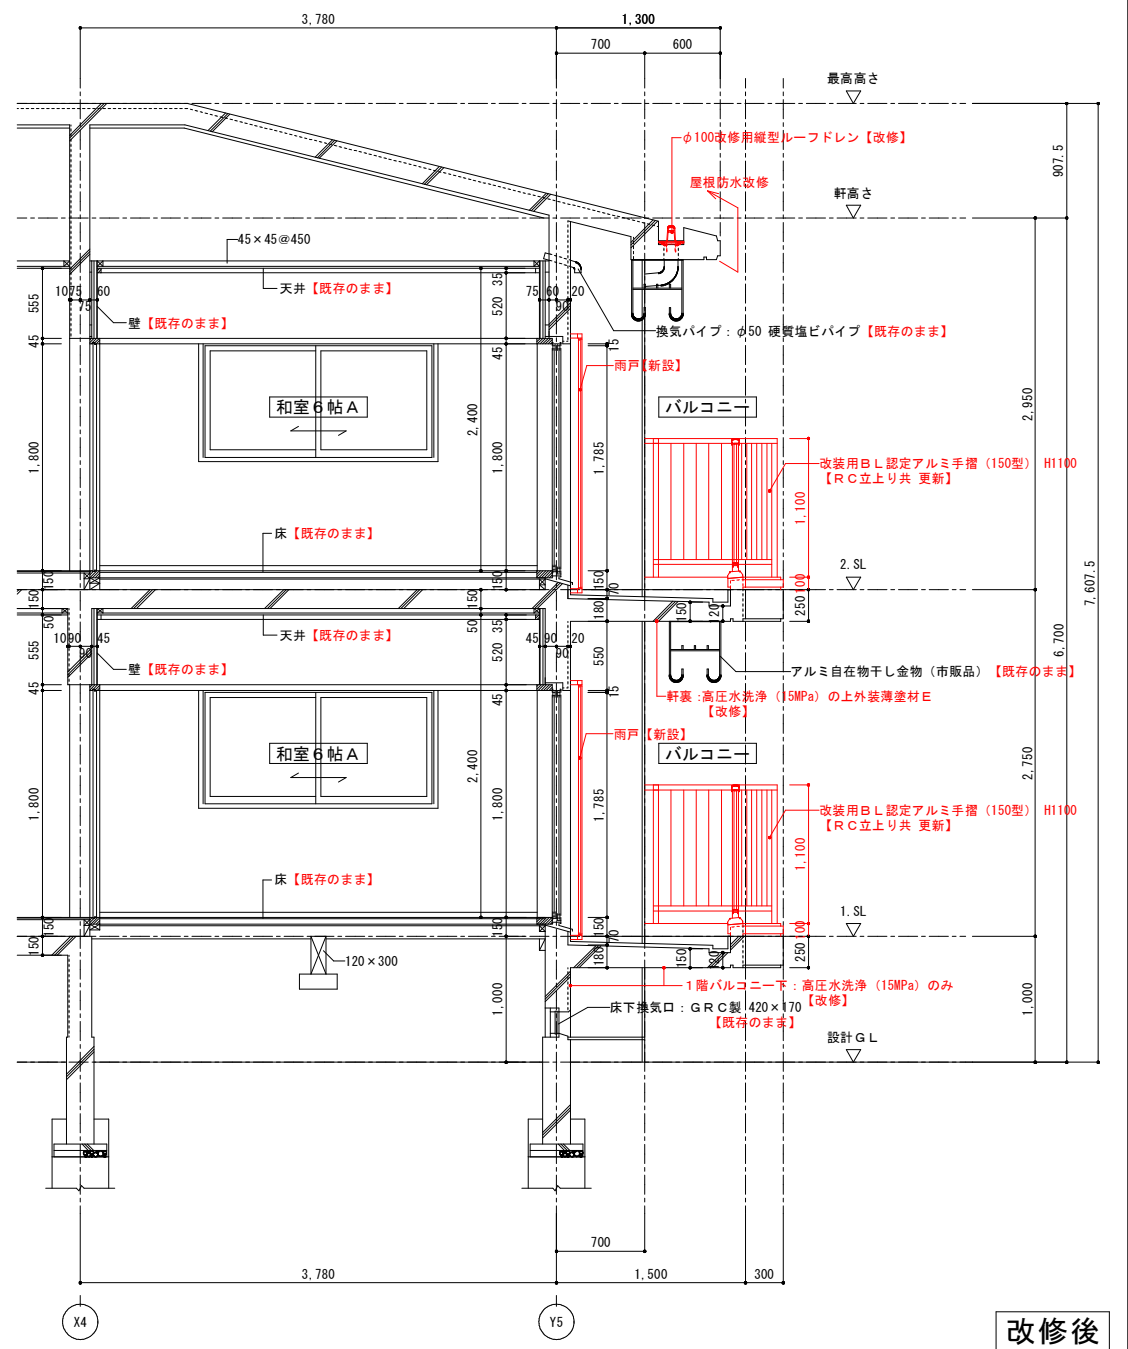 3,780
1,300
700
600
最高高さ
φ100改修用縦型ルーフドレン【改修】
907.5
屋根防水改修
軒高さ
45×45@450
天井【既存のまま】
10 75 60
75
75 60 20
90
35
520
555
壁【既存のまま】
換気パイプ：φ50 硬質塩ビパイプ【既存のまま】
45
45
15
雨戸【新設】
和室６帖Ａ
バルコニー
2,400
2,950
1,800
1,800
1,785
改装用ＢＬ認定アルミ手摺（150型） H1100
【ＲＣ立上り共 更新】
1,100
床【既存のまま】
2.SL
7,607.5
150
150
150
70
100
150
150
180
150
120
250
50
50
35
天井【既存のまま】
10 90 45
90
45 90 20
90
6,700
555
520
550
壁【既存のまま】
アルミ自在物干し金物（市販品）【既存のまま】
45
45
15
軒裏：高圧水洗浄（15MPa）の上外装薄塗材Ｅ
【改修】
雨戸【新設】
和室６帖Ａ
バルコニー
2,400
2,750
1,800
1,800
1,785
改装用ＢＬ認定アルミ手摺（150型） H1100
【ＲＣ立上り共 更新】
1,100
床【既存のまま】
1.SL
150
150
150
70
100
150
180
150
120
250
120×300
１階バルコニー下：高圧水洗浄（15MPa）のみ
【改修】
1,000
床下換気口：ＧＲＣ製 420×170
【既存のまま】
1,000
設計ＧＬ
700
3,780
1,500
300
X4
Y5
改修後